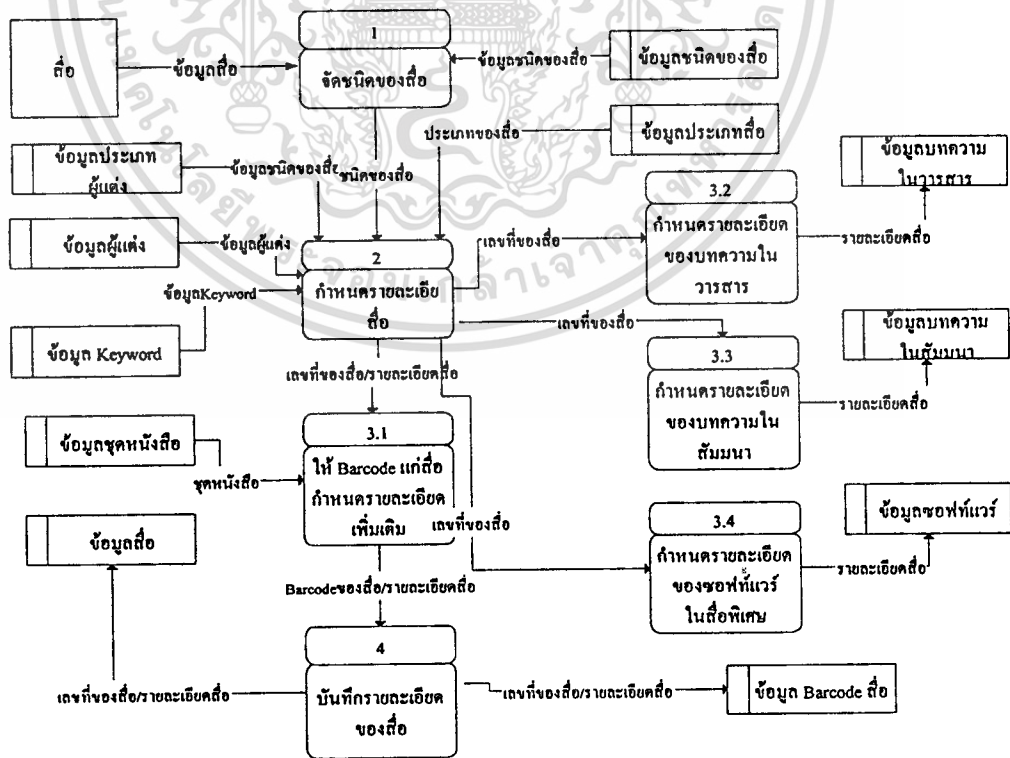 สื่อ
ข้อมูลสื่อ
1
จัดชนิดของสื่อ
ข้อมูลชนิดของสื่อ
ข้อมูลชนิดของสื่อ
ประเภทของสื่อ
ข้อมูลประเภทสื่อ
ข้อมูลประเภท
ผู้แต่ง
ข้อมูลชนิดของสื่อ
ชนิดของสื่อ
ข้อมูลผู้แต่ง
ข้อมูลผู้แต่ง
ข้อมูลKeyword
ข้อมูล Keyword
2
กำหนดรายละเอีย
สื่อ
เลขที่ของสื่อ
3.2
กำหนดรายละเอียด
ของบทความใน
วารสาร
รายละเอียดสื่อ
ข้อมูลบทความ
ในวารสาร
เลขที่ของสื่อ
3.3
กำหนดรายละเอียด
ของบทความใน
สัมมนา
รายละเอียดสื่อ
ข้อมูลบทความ
ในสัมมนา
เลขที่ของสื่อ/รายละเอียดสื่อ
ข้อมูลชุดหนังสือ
ชุดหนังสือ
3.1
ให้ Barcode แก่สื่อ
กำหนดรายละเอียด
เพิ่มเติม
เลขที่ของสื่อ
3.4
กำหนดรายละเอียด
ของซอฟท์แวร์
ในสื่อพิเศษ
รายละเอียดสื่อ
ข้อมูลซอฟท์แวร์
ข้อมูลสื่อ
Barcodeของสื่อ/รายละเอียดสื่อ
4
บันทึกรายละเอียด
ของสื่อ
เลขที่ของสื่อ/รายละเอียดสื่อ
เลขที่ของสื่อ/รายละเอียดสื่อ
ข้อมูล Barcode สื่อ